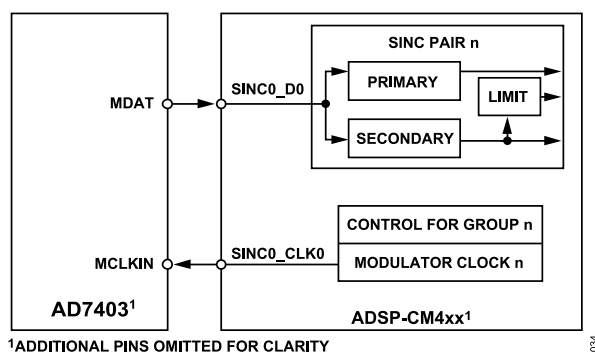 SINC PAIR n
PRIMARY
LIMIT
SECONDARY
MDAT
SINC0_D0
CONTROL FOR GROUP n
MODULATOR CLOCK n
MCLKIN
SINC0_CLK0
AD7403¹
ADSP-CM4xx¹
¹ADDITIONAL PINS OMITTED FOR CLARITY
034